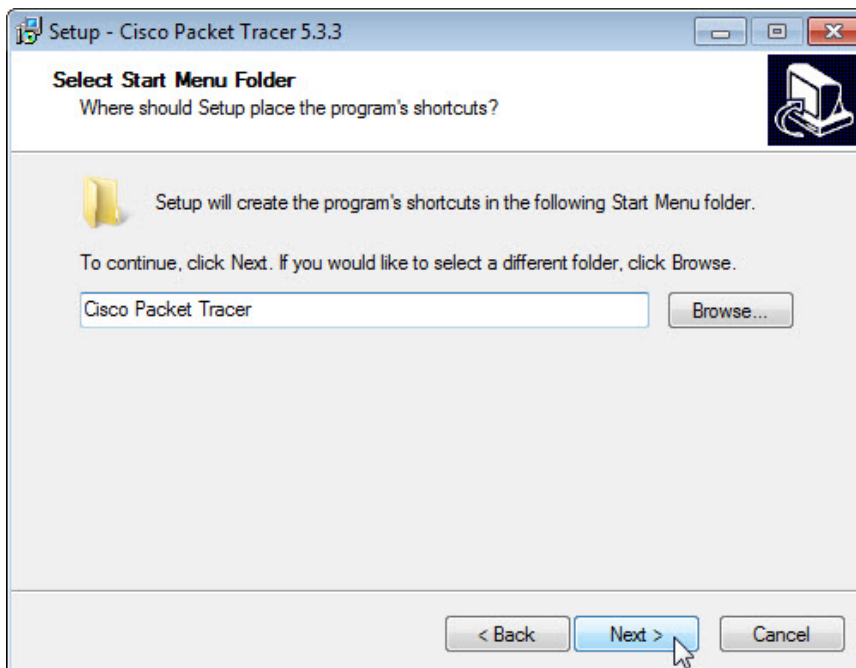 Setup - Cisco Packet Tracer 5.3.3
Select Start Menu Folder
Where should Setup place the program's shortcuts?
Setup will create the program's shortcuts in the following Start Menu folder.
To continue, click Next. If you would like to select a different folder, click Browse.
Cisco Packet Tracer
Browse...
< Back
Next >
Cancel